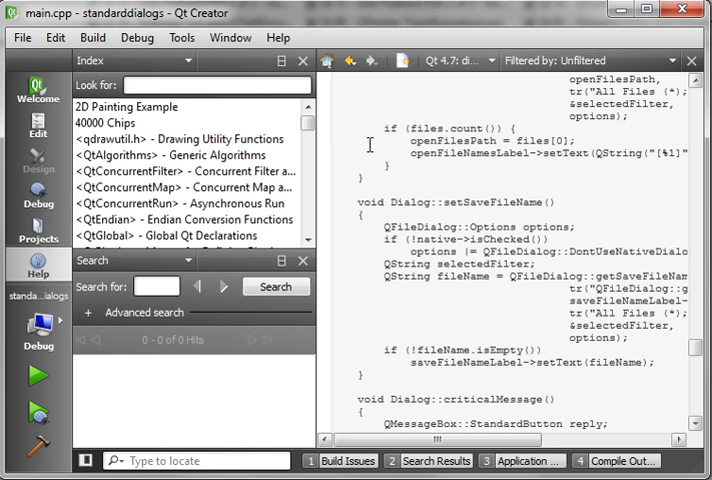 main.cpp - standarddialogs - Qt Creator
File Edit Build Debug Tools Window Help
Welcome
Edit
Design
Debug
Projects
Help
standa...ialogs
Debug
Index
Look for:
2D Painting Example
40000 Chips
<qdrawutil.h> - Drawing Utility Functions
<QtAlgorithms> - Generic Algorithms
<QtConcurrentFilter> - Concurrent Filter a...
<QtConcurrentMap> - Concurrent Map a...
<QtConcurrentRun> - Asynchronous Run
<QtEndian> - Endian Conversion Functions
<QtGlobal> - Global Qt Declarations
Search
Search for: Search
+ Advanced search
0 - 0 of 0 Hits
Qt 4.7: di... Filtered by: Unfiltered
openFilesPath,
tr("All Files (*);
&selectedFilter,
options);
if (files.count()) {
openFilesPath = files[0];
openFileNamesLabel->setText(QString("[%1]"
}
}
void Dialog::setSaveFileName()
{
QFileDialog::Options options;
if (!native->isChecked())
options |= QFileDialog::DontUseNativeDialo
QString selectedFilter;
QString fileName = QFileDialog::getSaveFileNam
tr("QFileDialog::g
saveFileNameLabel-
tr("All Files (*);
&selectedFilter,
options);
if (!fileName.isEmpty())
saveFileNameLabel->setText(fileName);
}
void Dialog::criticalMessage()
{
QMessageBox::StandardButton reply;
Type to locate
1 Build Issues 2 Search Results 3 Application ... 4 Compile Out...